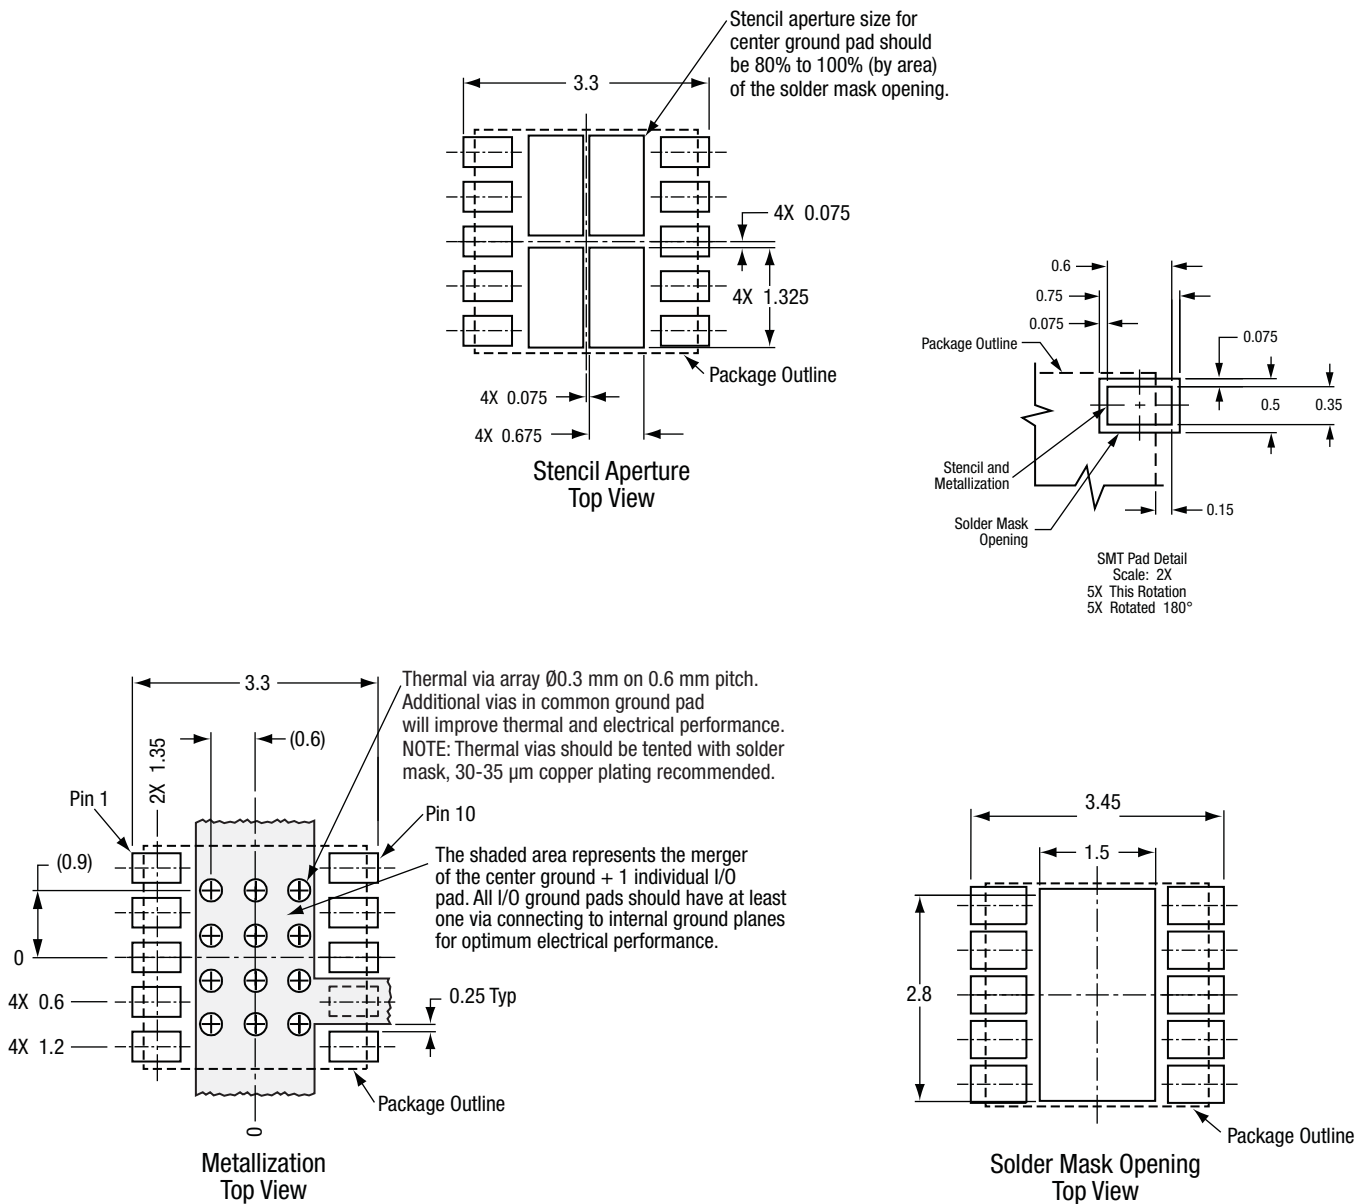 Stencil aperture size for
center ground pad should
be 80% to 100% (by area)
of the solder mask opening.
3.3
4X 0.075
4X 1.325
Package Outline
4X 0.075
4X 0.675
Stencil Aperture
Top View
0.6
0.75
0.075
0.075
Package Outline
0.5
0.35
Stencil and
Metallization
0.15
Solder Mask
Opening
SMT Pad Detail
Scale: 2X
5X This Rotation
5X Rotated 180°
3.3
Thermal via array Ø0.3 mm on 0.6 mm pitch.
Additional vias in common ground pad
will improve thermal and electrical performance.
NOTE: Thermal vias should be tented with solder
mask, 30-35 µm copper plating recommended.
(0.6)
2X 1.35
Pin 1
Pin 10
(0.9)
The shaded area represents the merger
of the center ground + 1 individual I/O
pad. All I/O ground pads should have at least
one via connecting to internal ground planes
for optimum electrical performance.
0
4X 0.6
0.25 Typ
4X 1.2
Package Outline
0
Metallization
Top View
3.45
1.5
2.8
Package Outline
Solder Mask Opening
Top View